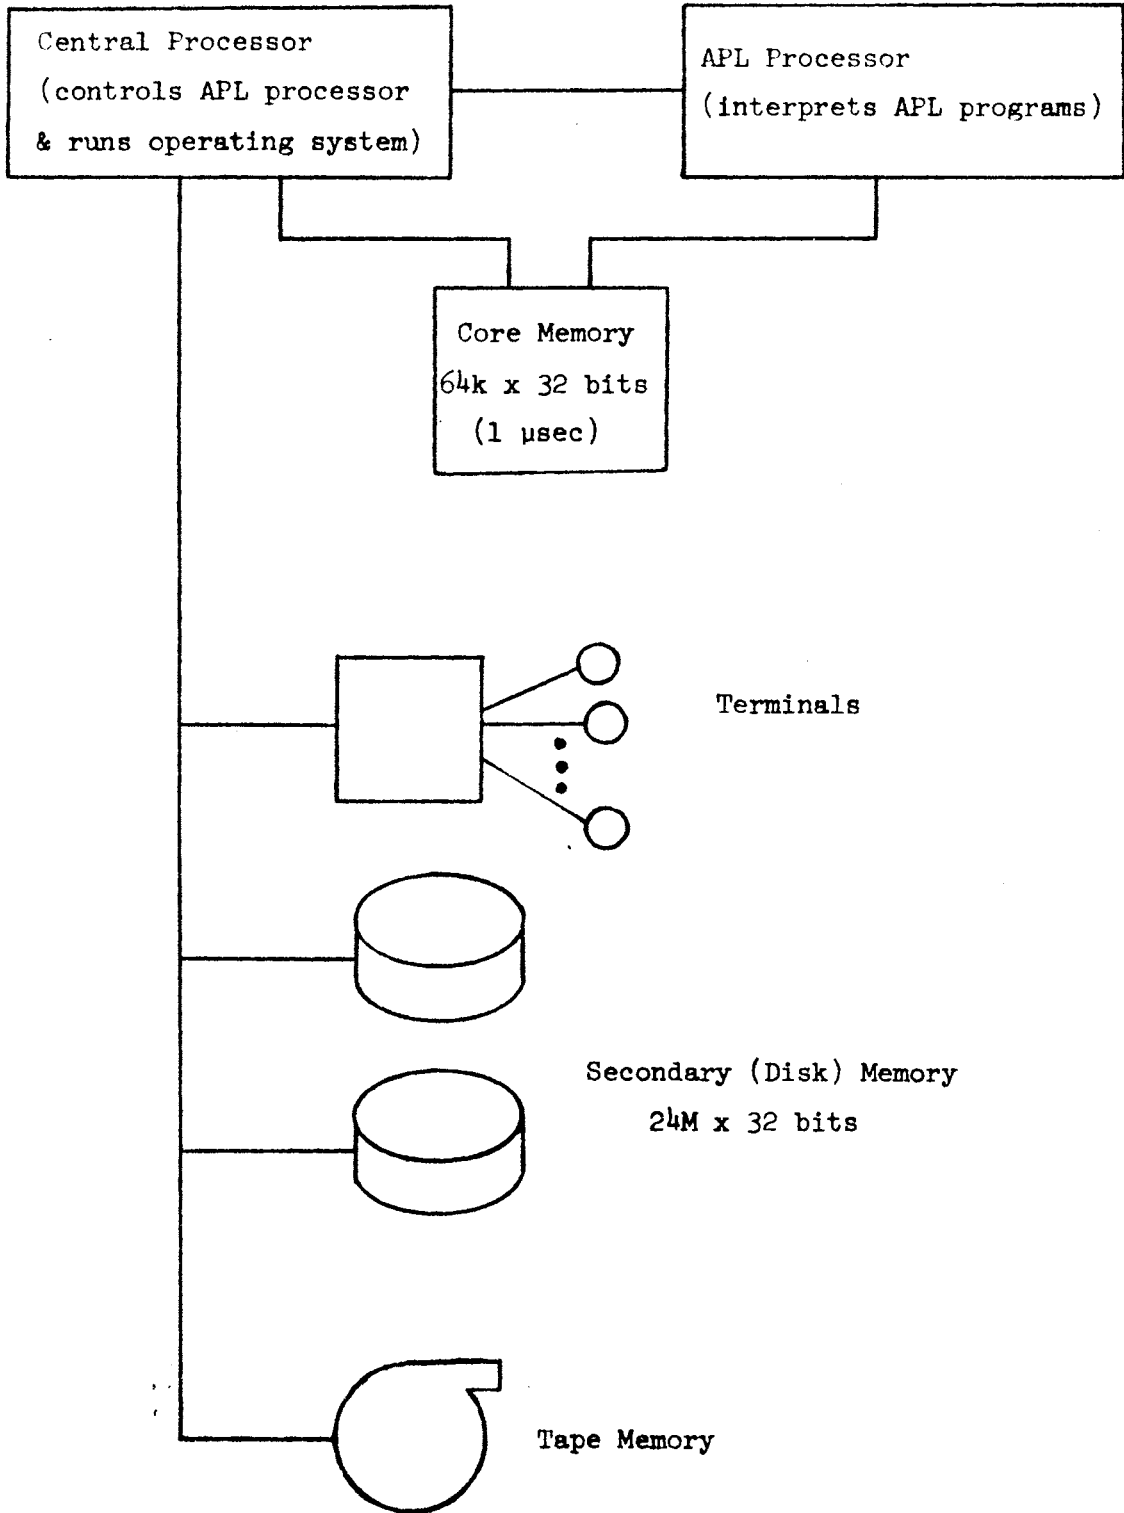 Central Processor
(controls APL processor
& runs operating system)
APL Processor
(interprets APL programs)
Core Memory
64k x 32 bits
(1 μsec)
Terminals
Secondary (Disk) Memory
24M x 32 bits
Tape Memory